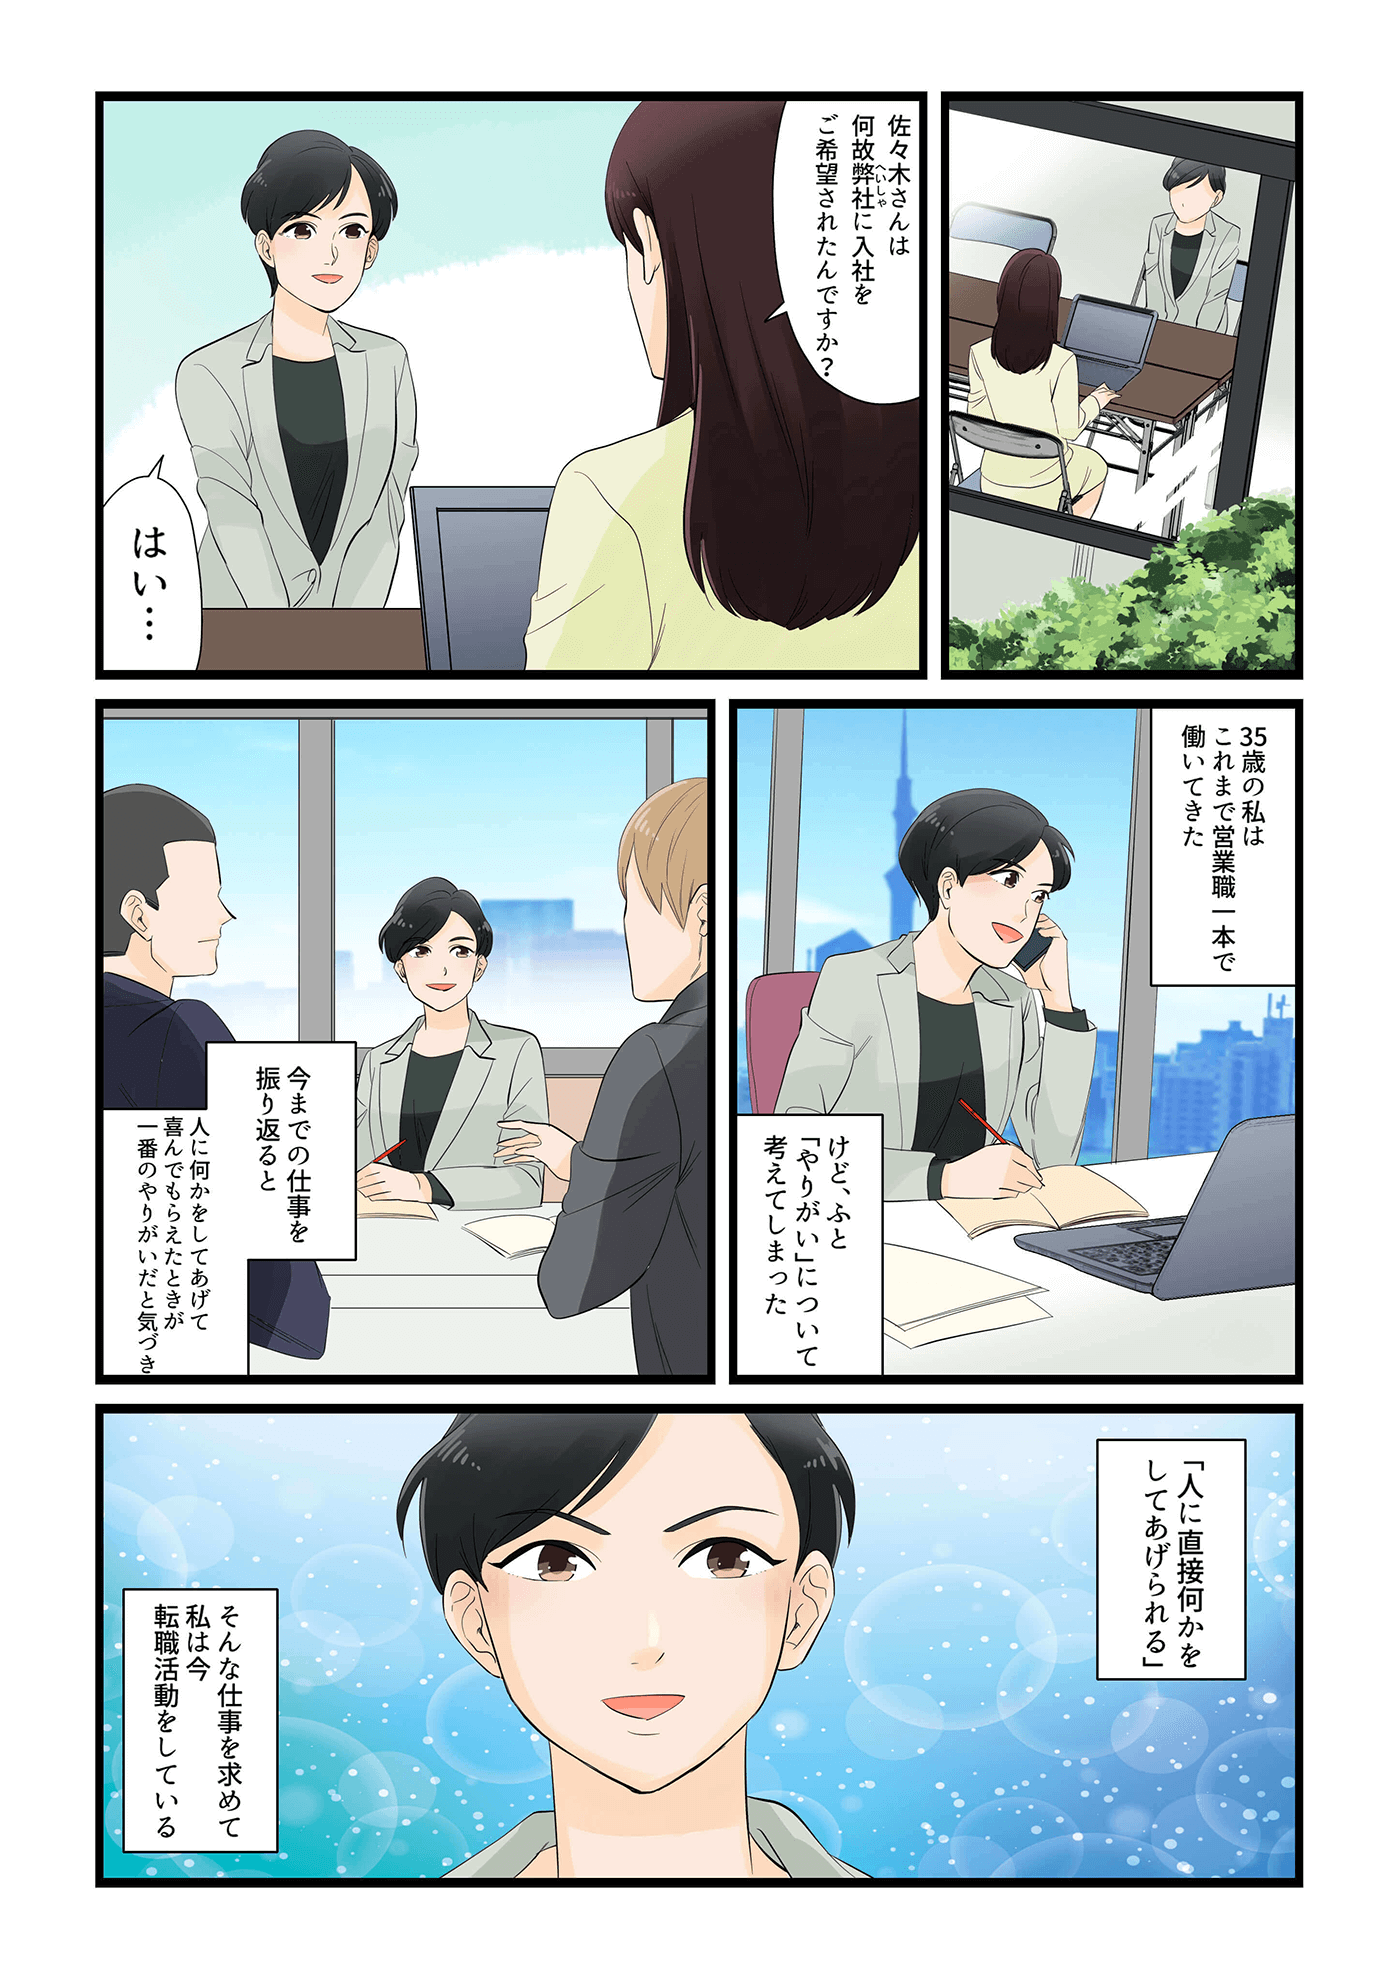 佐々木さんは
何故弊社に入社を
へいしゃ
ご希望されたんですか？
はい…
35歳の私は
これまで営業職一本で
働いてきた
けど、ふと
「やりがい」について
考えてしまった
今までの仕事を
振り返ると
人に何かをしてあげて
喜んでもらえたときが
一番のやりがいだと気づき
「人に直接何かを
してあげられる」
そんな仕事を求めて
私は今
転職活動をしている